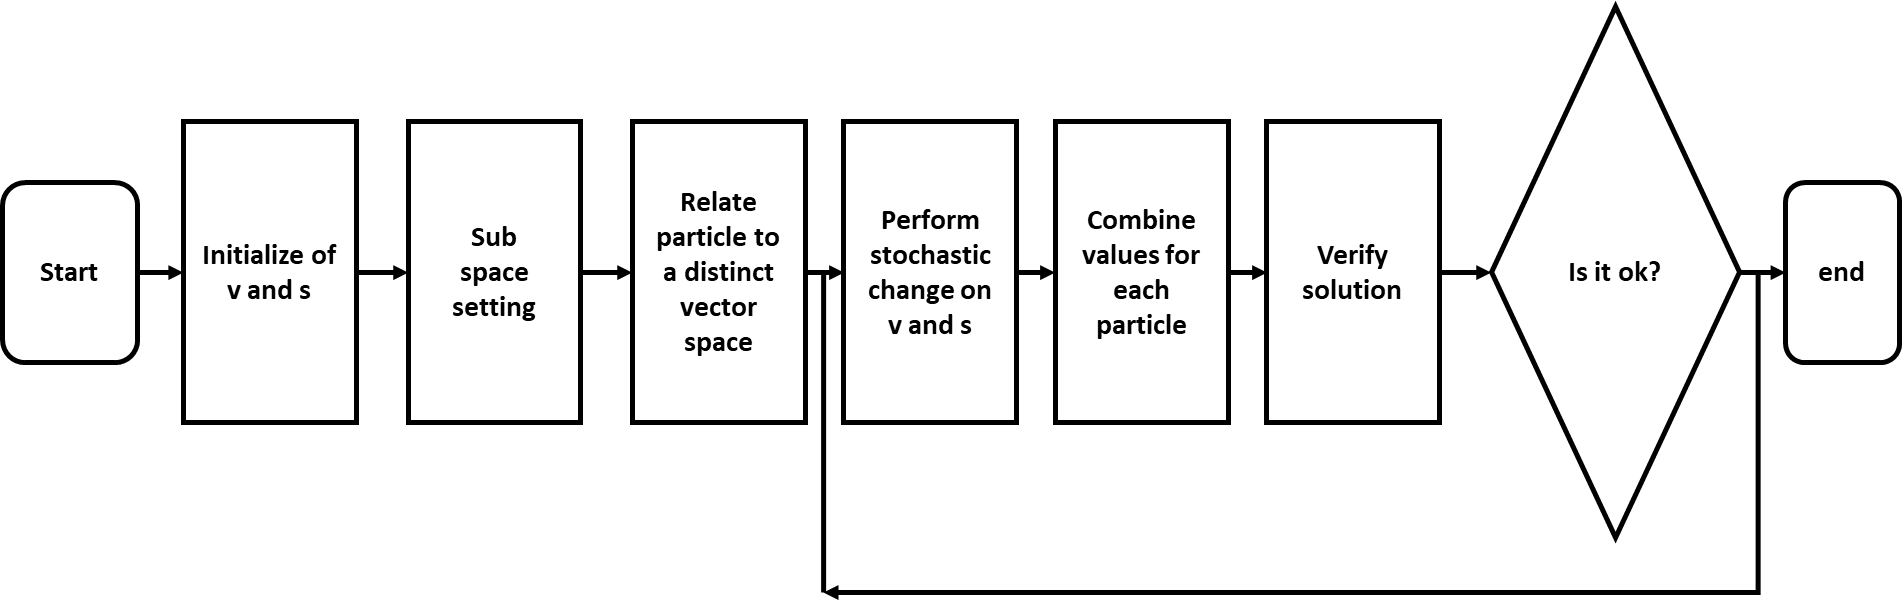 Start
Initialize of
v and s
Sub
space
setting
Relate
particle to
a distinct
vector
space
Perform
stochastic
change on
v and s
Combine
values for
each
particle
Verify
solution
Is it ok?
end